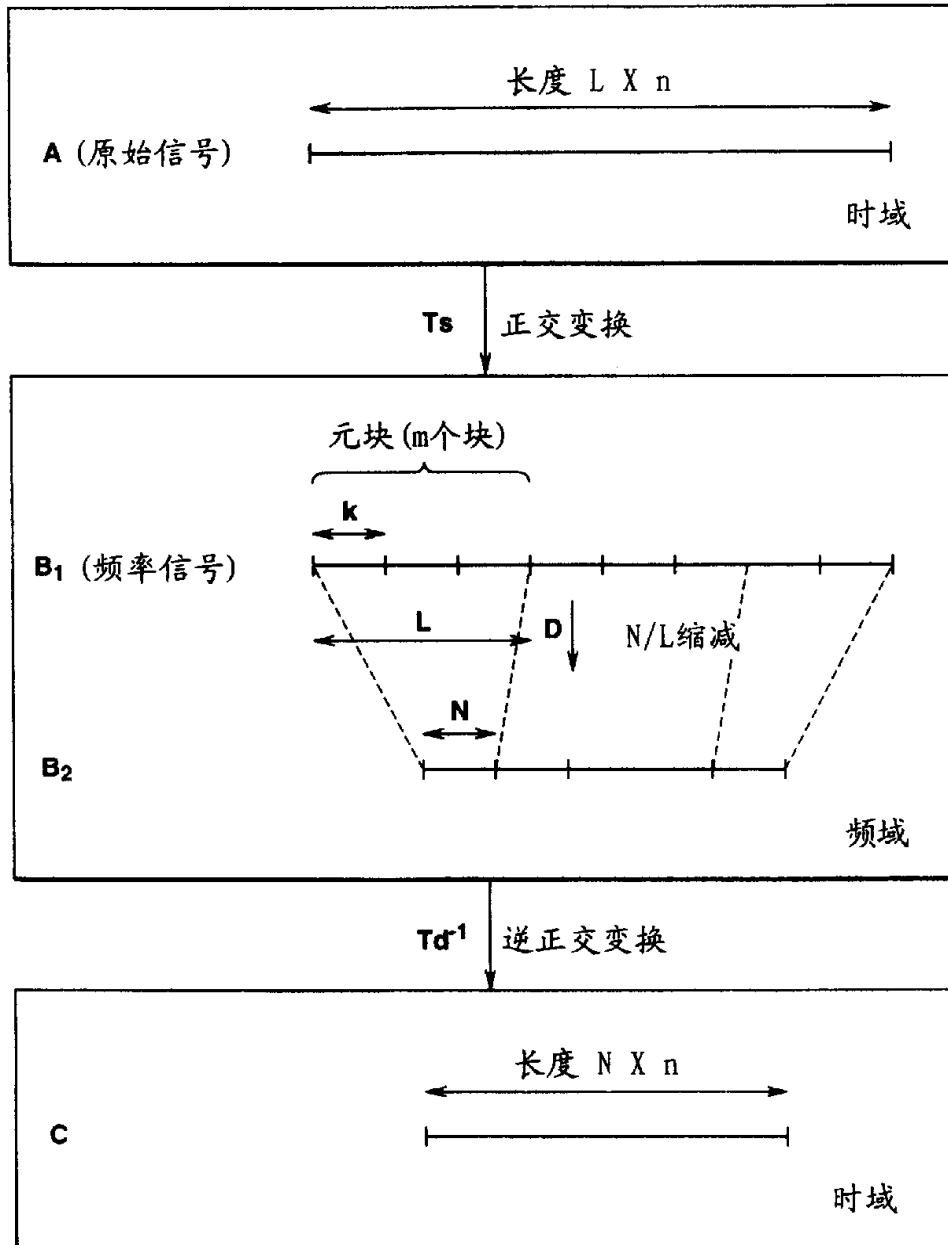 长度 L X n
A (原始信号)
时域
Ts 正交变换
元块(m个块)
k
B₁ (频率信号)
L
D
N/L缩减
N
B₂
频域
Td⁻¹ 逆正交变换
长度 N X n
C
时域